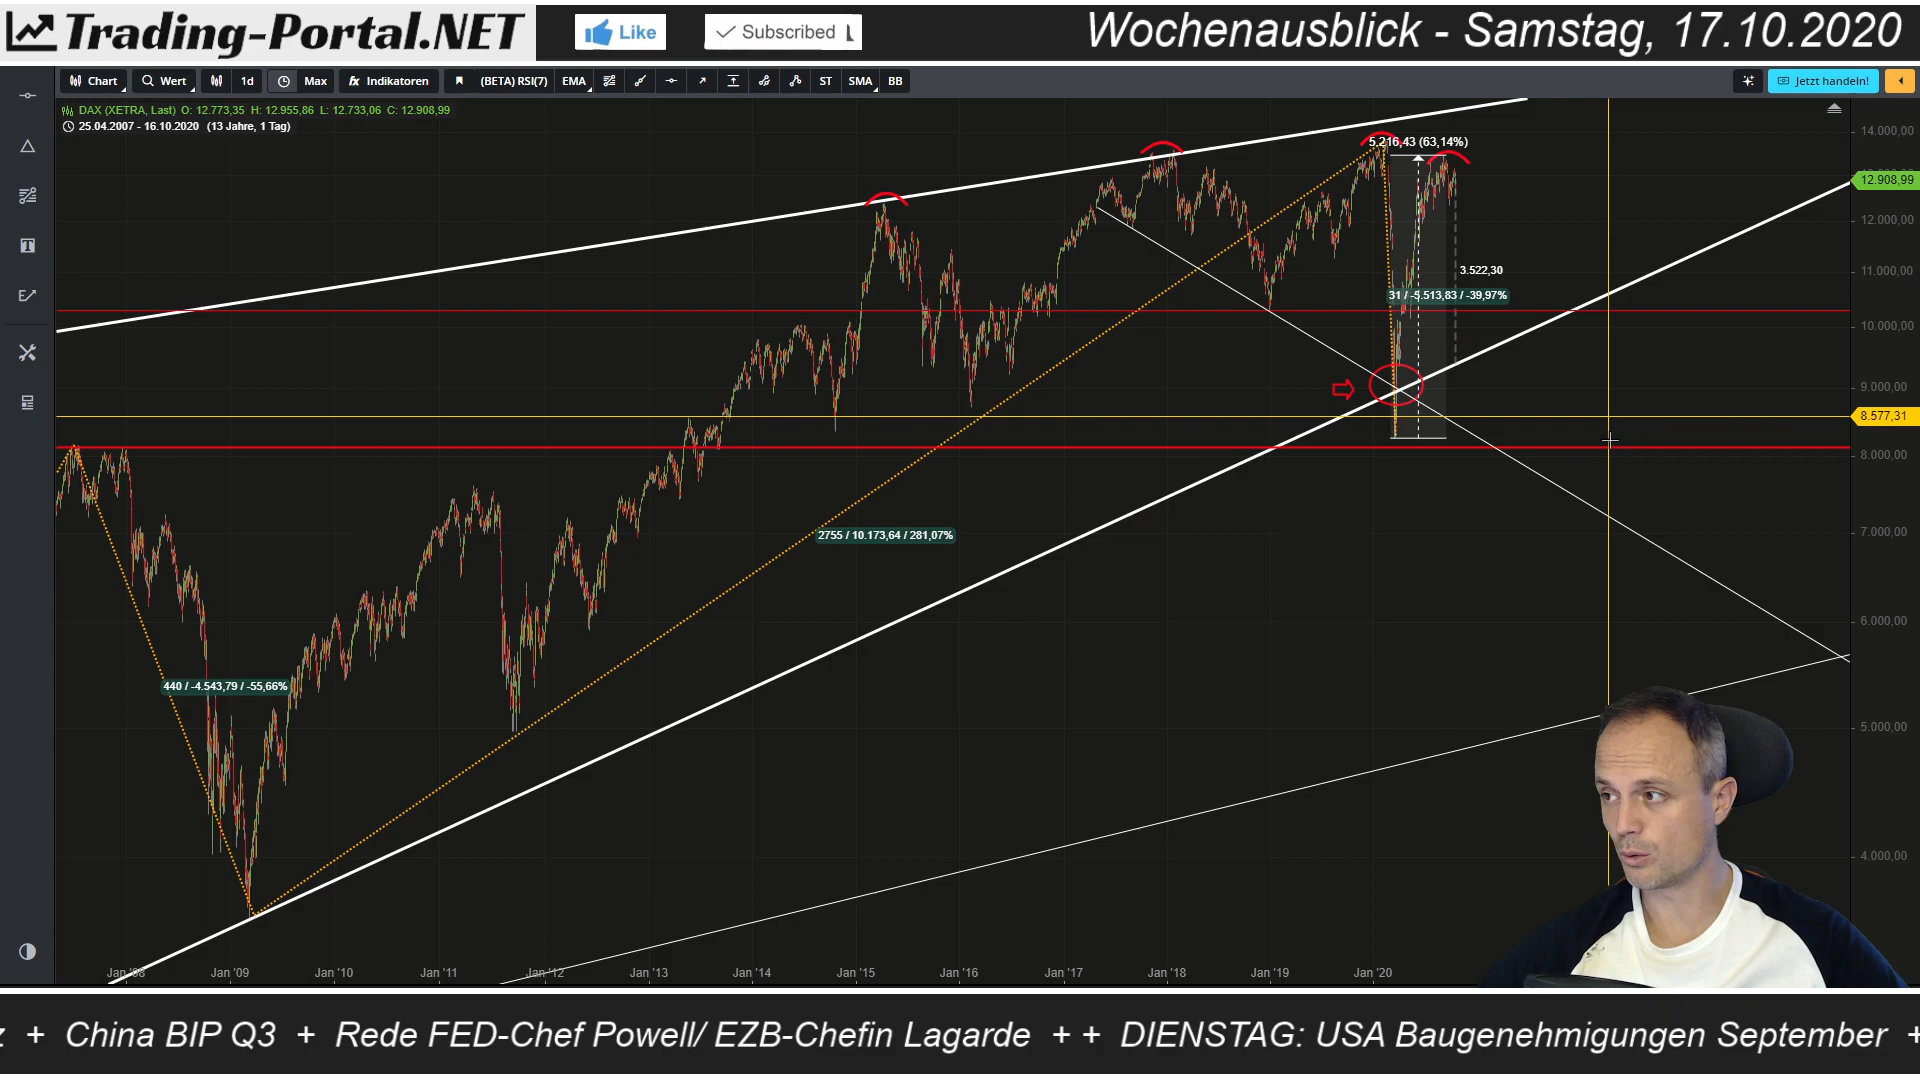 Trading-Portal.NET
Like
Subscribed
Wochenausblick - Samstag, 17.10.2020
Chart
Wert
1d
Max
fx Indikatoren
(BETA) RSI(7)
EMA
ST
SMA
BB
Jetzt handeln!
DAX (XETRA, Last) O: 12.773,35 H: 12.955,86 L: 12.733,06 C: 12.908,99
25.04.2007 - 16.10.2020 (13 Jahre, 1 Tag)
14.000,00
5.216,43 (63,14%)
12.908,99
12.000,00
3.522,30
11.000,00
31 / -5.513,83 / -39,97%
10.000,00
9.000,00
8.577,31
8.000,00
7.000,00
2755 / 10.173,64 / 281,07%
6.000,00
440 / -4.543,79 / -55,66%
5.000,00
4.000,00
Jan '08
Jan '09
Jan '10
Jan '11
Jan '12
Jan '13
Jan '14
Jan '15
Jan '16
Jan '17
Jan '18
Jan '19
Jan '20
+ China BIP Q3 + Rede FED-Chef Powell/ EZB-Chefin Lagarde + + DIENSTAG: USA Baugenehmigungen September +